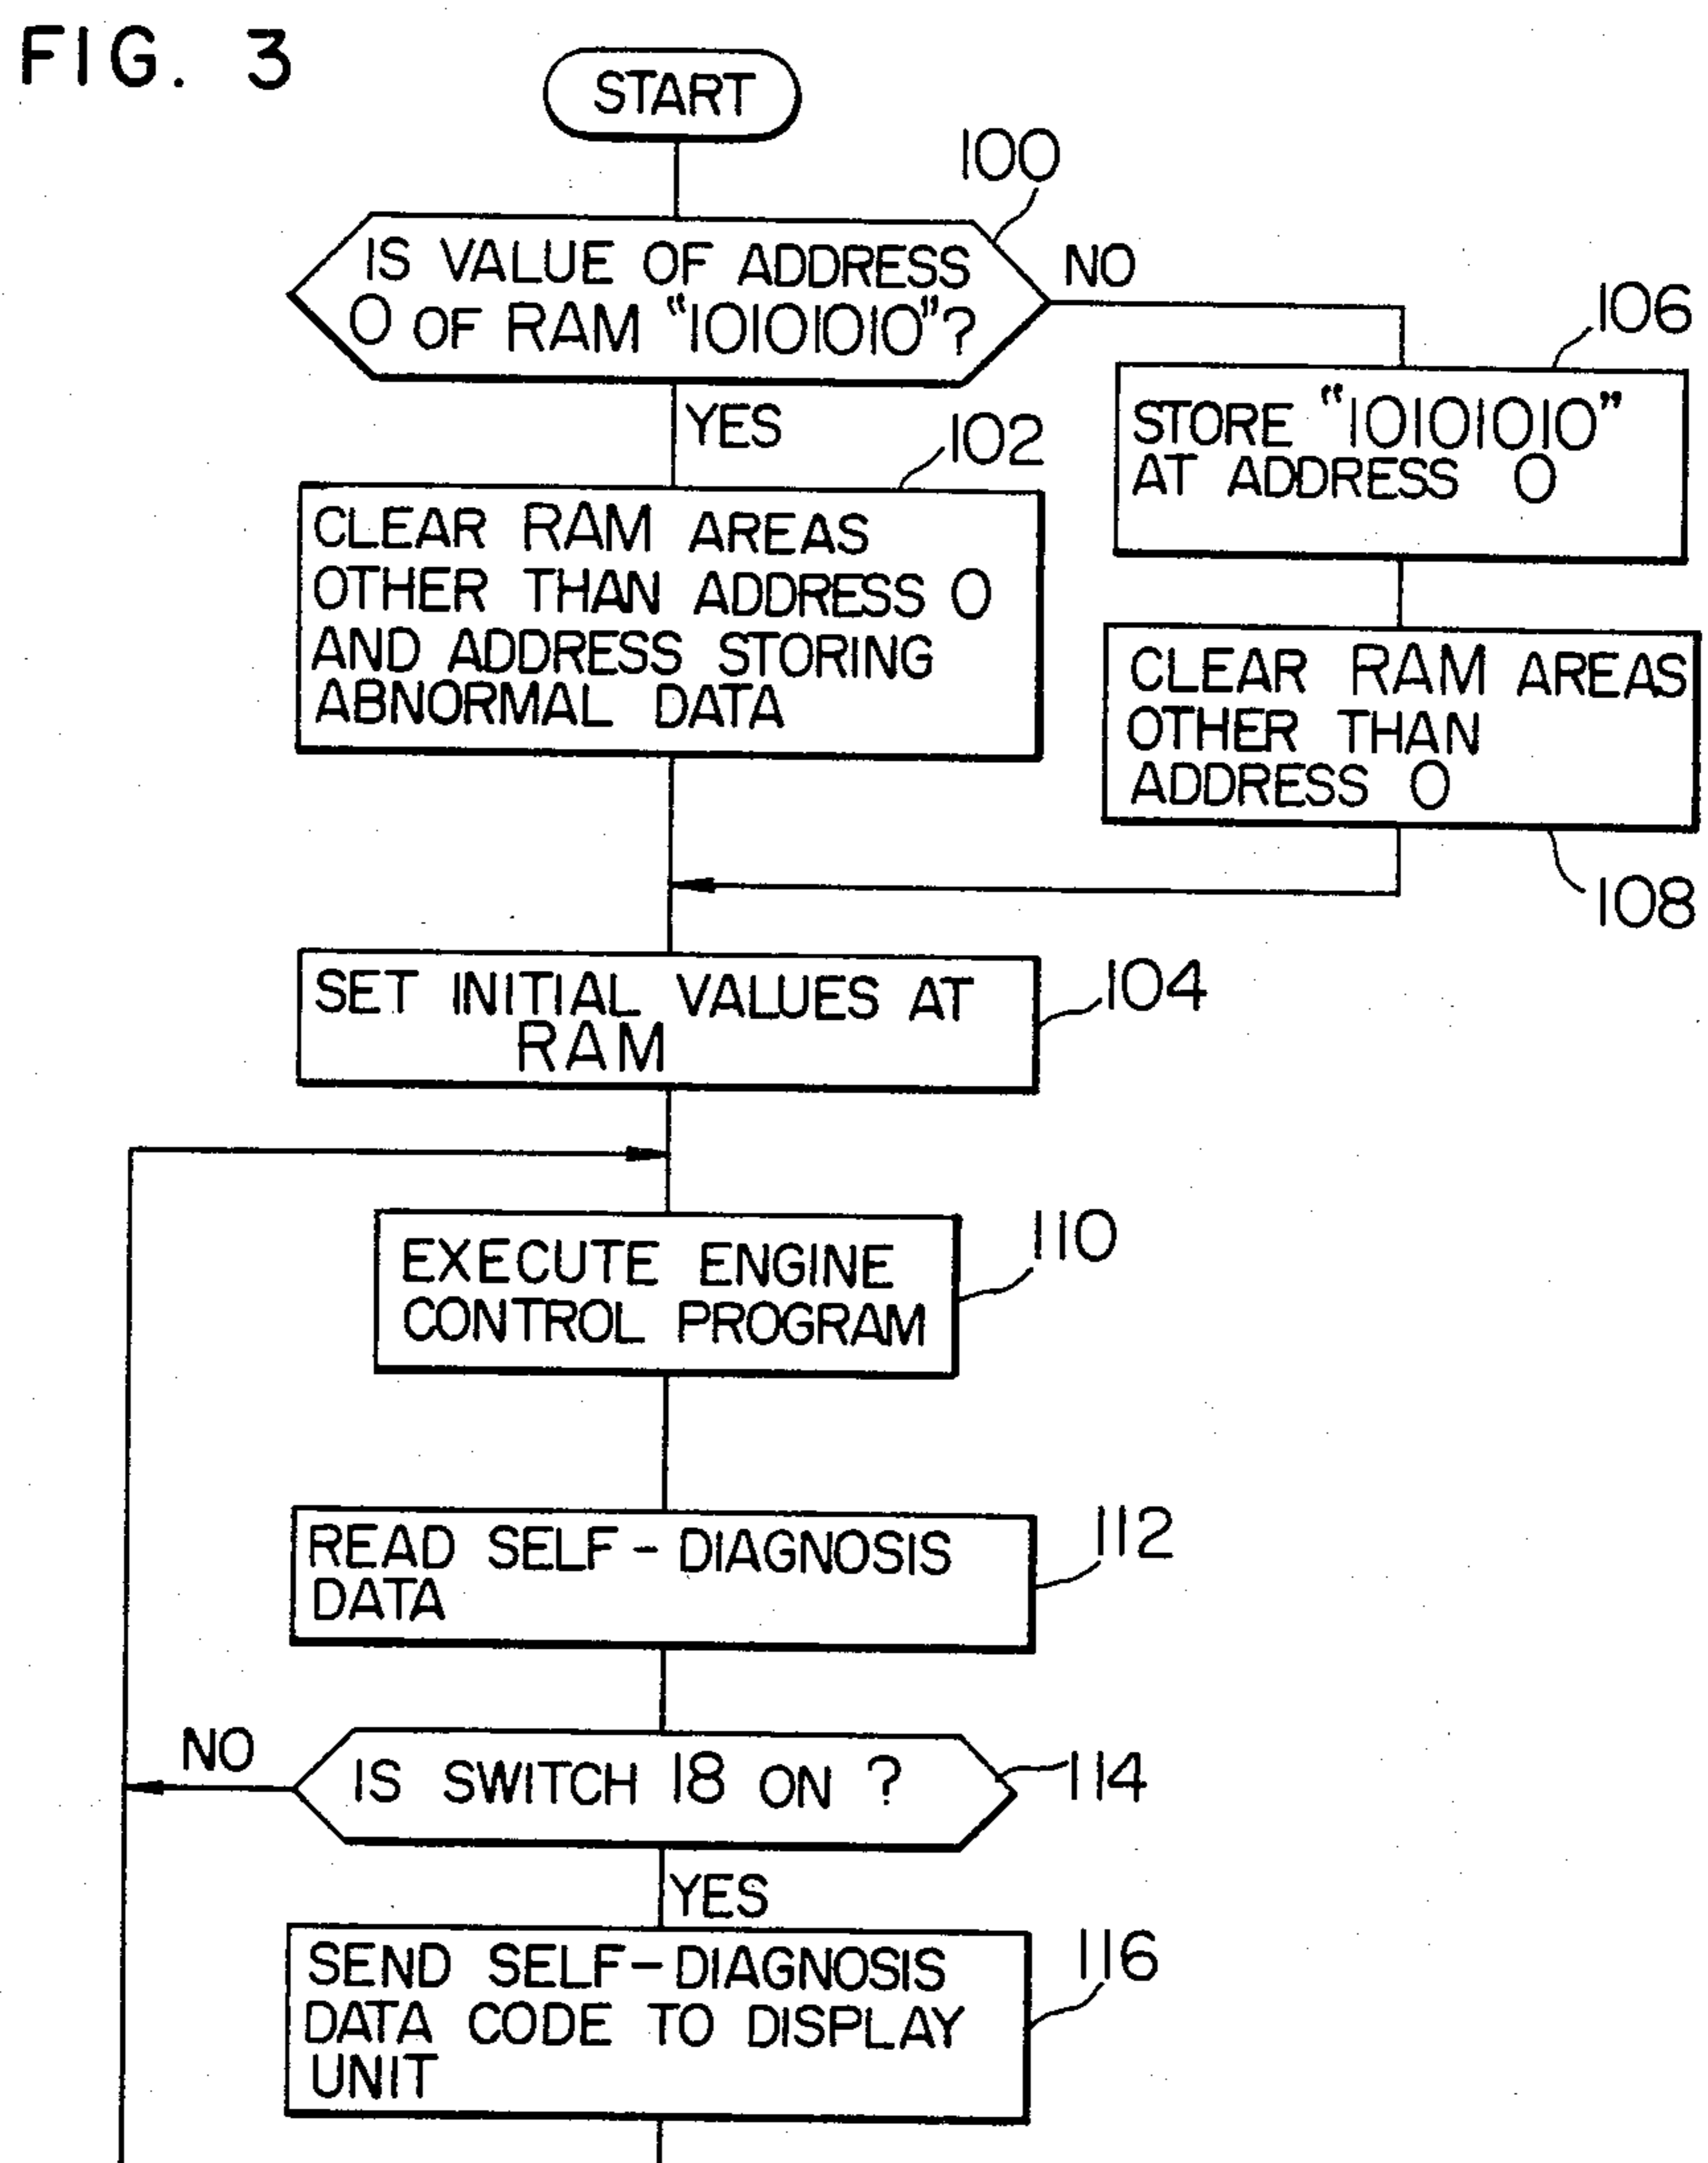 FIG. 3
START
100
IS VALUE OF ADDRESS
0 OF RAM "10101010"?
NO
YES
106
STORE "10101010"
AT ADDRESS 0
102
CLEAR RAM AREAS
OTHER THAN ADDRESS 0
AND ADDRESS STORING
ABNORMAL DATA
CLEAR RAM AREAS
OTHER THAN
ADDRESS 0
108
SET INITIAL VALUES AT
RAM
104
EXECUTE ENGINE
CONTROL PROGRAM
110
READ SELF-DIAGNOSIS
DATA
112
NO
IS SWITCH 18 ON ?
114
YES
SEND SELF-DIAGNOSIS
DATA CODE TO DISPLAY
UNIT
116